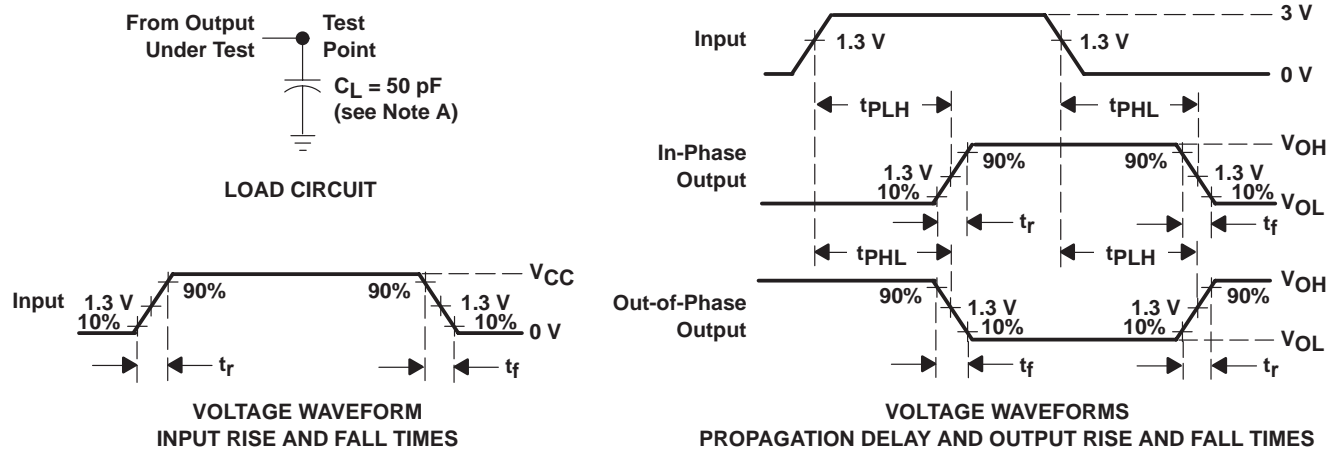 From Output
Under Test
Test
Point
CL = 50 pF
(see Note A)
LOAD CIRCUIT
Input
1.3 V
10%
90%
90%
1.3 V
10%
VCC
0 V
tr
tf
VOLTAGE WAVEFORM
INPUT RISE AND FALL TIMES
Input
1.3 V
1.3 V
3 V
0 V
tPLH
tPHL
In-Phase
Output
90%
90%
1.3 V
10%
1.3 V
10%
VOH
VOL
tr
tf
tPHL
tPLH
Out-of-Phase
Output
90%
1.3 V
10%
1.3 V
10%
90%
VOH
VOL
tf
tr
VOLTAGE WAVEFORMS
PROPAGATION DELAY AND OUTPUT RISE AND FALL TIMES